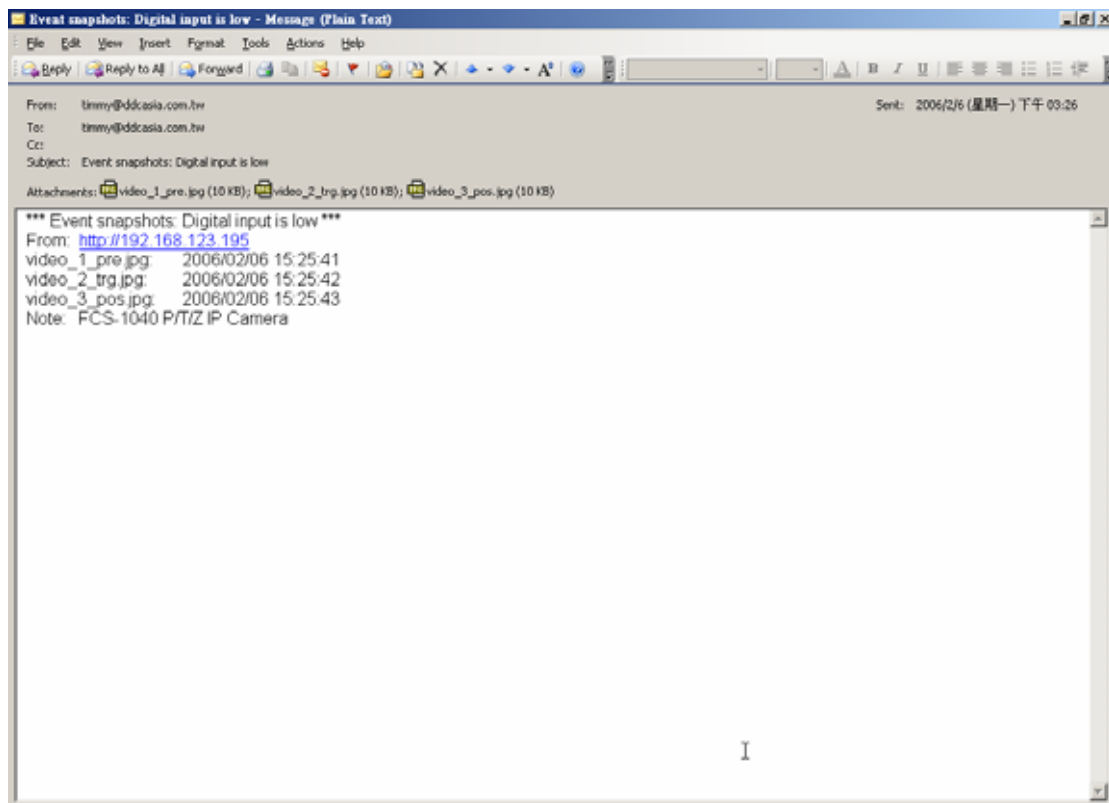 Event snapshots: Digital input is low - Message (Plain Text)
File Edit View Insert Format Tools Actions Help
Reply Reply to All Forward
From: timmy@ddcasia.com.tw Sent: 2006/2/6 (星期一) 下午 03:26
To: timmy@ddcasia.com.tw
Cc:
Subject: Event snapshots: Digital input is low
Attachments: video_1_pre.jpg (10 KB); video_2_trg.jpg (10 KB); video_3_pos.jpg (10 KB)
*** Event snapshots: Digital input is low ***
From: http://192.168.123.195
video_1_pre.jpg: 2006/02/06 15:25:41
video_2_trg.jpg: 2006/02/06 15:25:42
video_3_pos.jpg: 2006/02/06 15:25:43
Note: FCS-1040 P/T/Z IP Camera